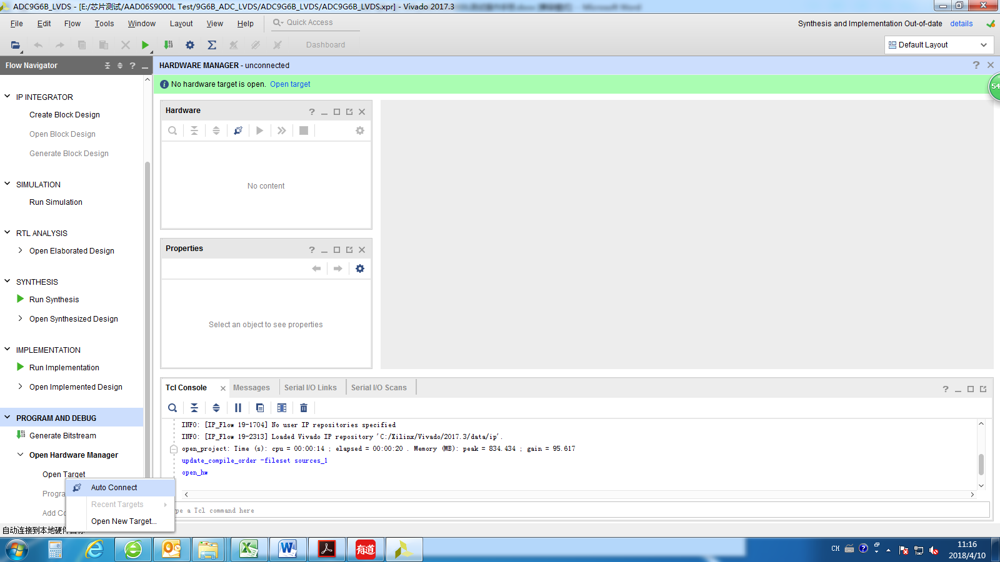 ADC9G6B_LVDS - [E:/芯片测试/AAD06S9000L Test/9G6B_ADC_LVDS/ADC9G6B_LVDS/ADC9G6B_LVDS.xpr] - Vivado 2017.3
Microsoft Word
File Edit Flow Tools Window Layout View Help Quick Access
Synthesis and Implementation Out-of-date details
Dashboard
Default Layout
Flow Navigator
HARDWARE MANAGER - unconnected
No hardware target is open. Open target
54
IP INTEGRATOR
Create Block Design
Open Block Design
Generate Block Design
SIMULATION
Run Simulation
RTL ANALYSIS
Open Elaborated Design
SYNTHESIS
Run Synthesis
Open Synthesized Design
IMPLEMENTATION
Run Implementation
Open Implemented Design
PROGRAM AND DEBUG
Generate Bitstream
Open Hardware Manager
Open Target
Progra
Add Co
Auto Connect
Recent Targets
Open New Target...
自动连接到本地硬件
Hardware
No content
Properties
Select an object to see properties
Tcl Console Messages Serial I/O Links Serial I/O Scans
INFO: [IP_Flow 19-1704] No user IP repositories specified
INFO: [IP_Flow 19-2313] Loaded Vivado IP repository 'C:/Xilinx/Vivado/2017.3/data/ip'.
open_project: Time (s): cpu = 00:00:14 ; elapsed = 00:00:20 . Memory (MB): peak = 834.434 ; gain = 95.617
update_compile_order -fileset sources_1
open_hw
pe a Tcl command here
有道
CH
11:16
2018/4/10